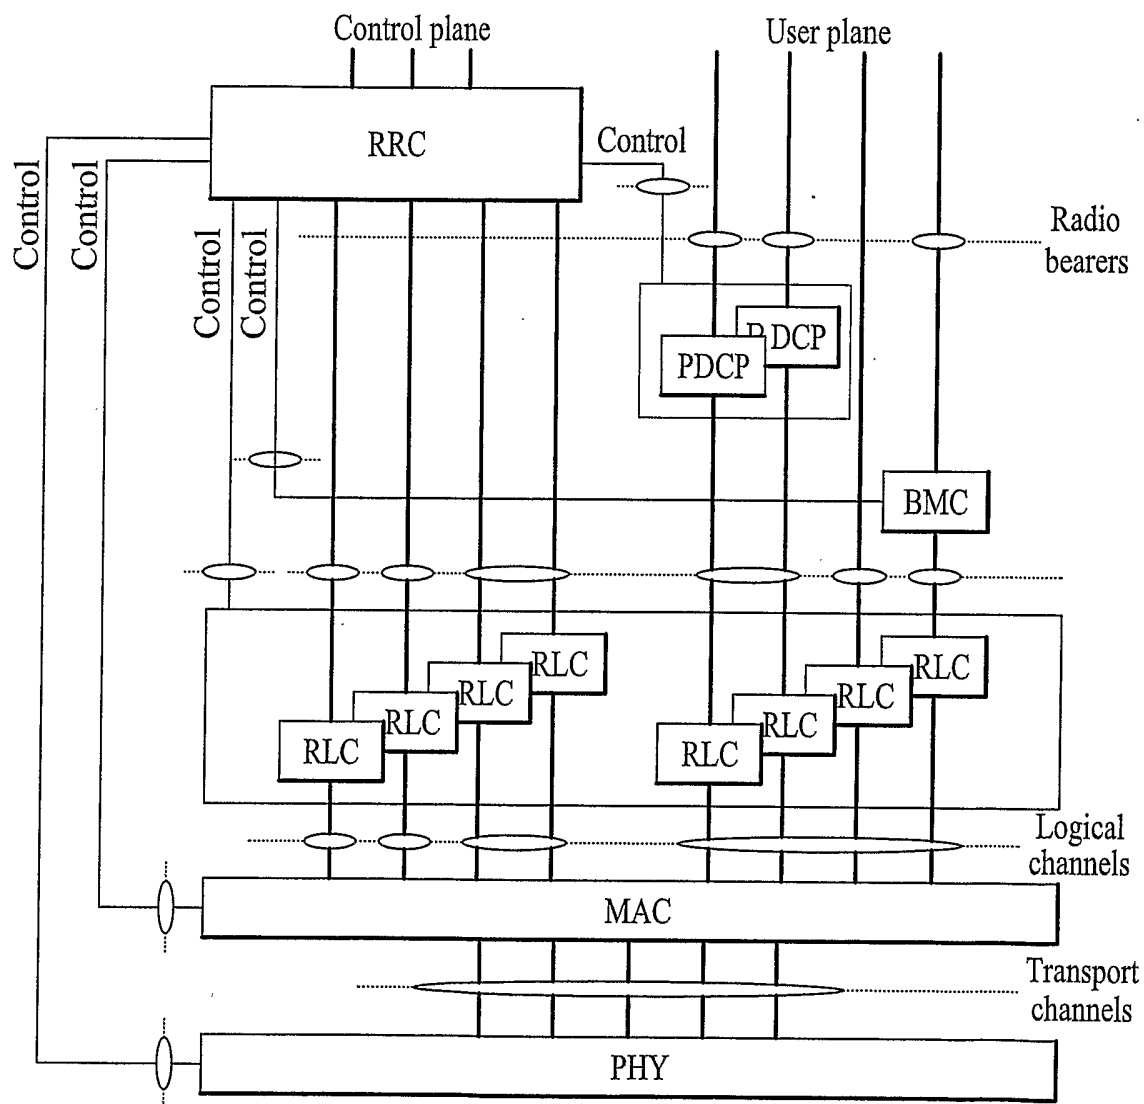 Control plane
User plane
RRC
Control
Control
Control
Control
Control
Radio
bearers
PDCP
PDCP
BMC
RLC
RLC
RLC
RLC
RLC
RLC
RLC
RLC
Logical
channels
MAC
Transport
channels
PHY